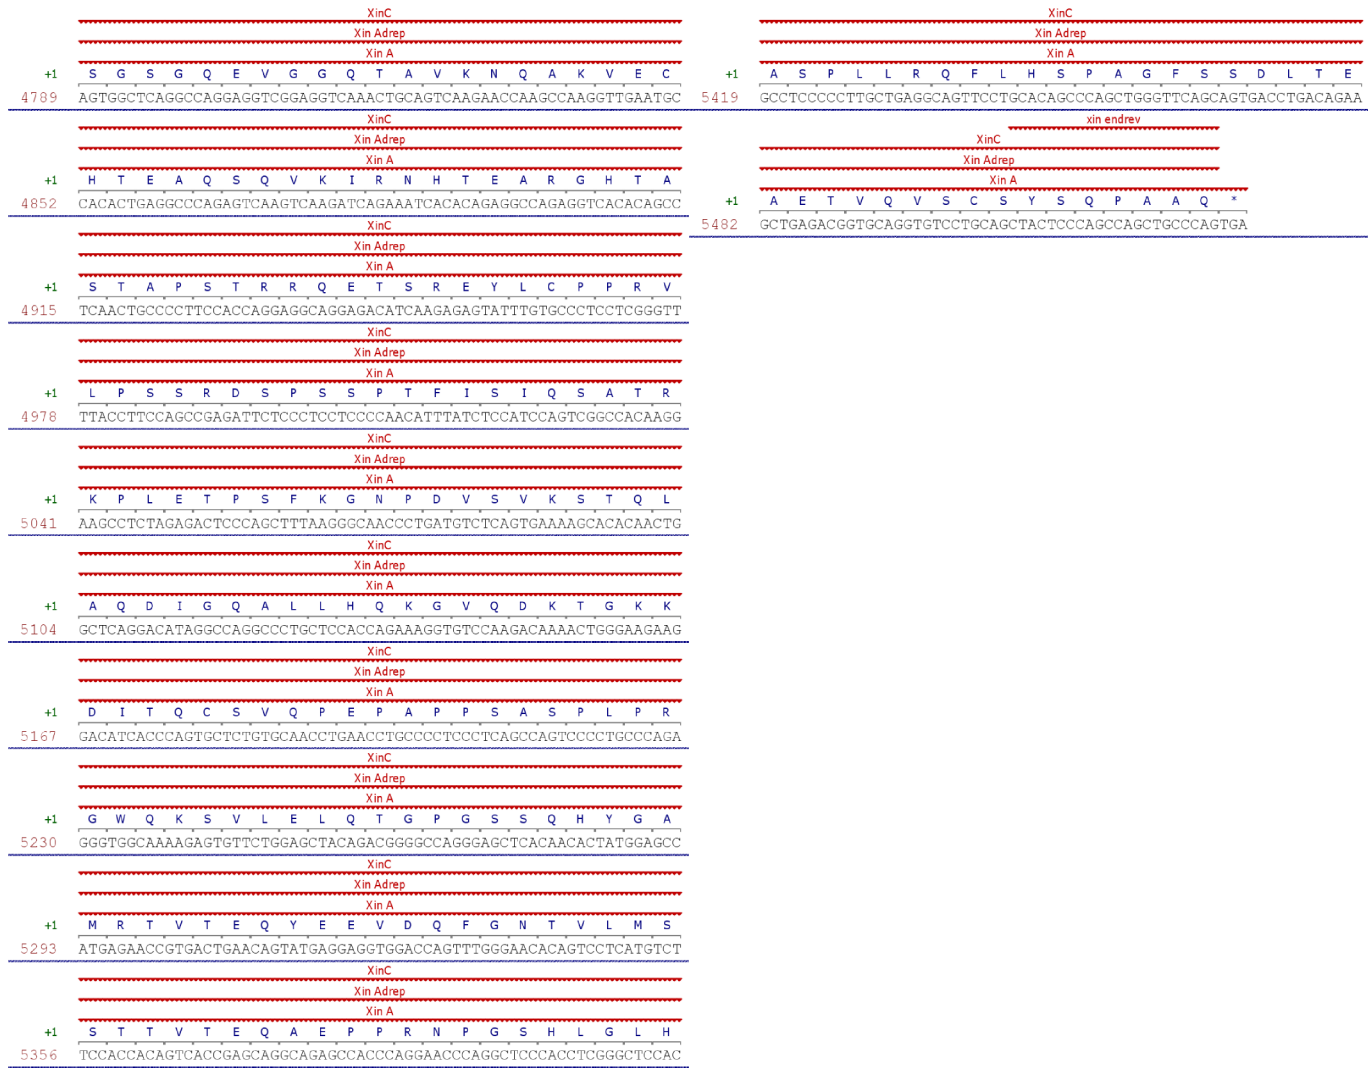 XinC
Xin Adrep
Xin A
+1 S G S G Q E V G G Q T A V K N Q A K V E C
4789 AGTGGCTCAGGCCAGGAGGTCGGAGGTCAAACTGCAGTCAAGAACCAAGCCAAGGTTGAATGC
XinC
Xin Adrep
Xin A
+1 H T E A Q S Q V K I R N H T E A R G H T A
4852 CACACTGAGGCCCAGAGTCAAGTCAAGATCAGAAATCACACAGAGGCCAGAGGTCACACAGCC
XinC
Xin Adrep
Xin A
+1 S T A P S T R R Q E T S R E Y L C P P R V
4915 TCAACTGCCCCTTCCACCAGGAGGCAGGAGACATCAAGAGAGTATTTGTGCCCTCCTCGGGTT
XinC
Xin Adrep
Xin A
+1 L P S S R D S P S S P T F I S I Q S A T R
4978 TTACCTTCCAGCCGAGATTCTCCCTCCTCCCCAACATTTATCTCCATCCAGTCGGCCACAAGG
XinC
Xin Adrep
Xin A
+1 K P L E T P S F K G N P D V S V K S T Q L
5041 AAGCCTCTAGAGACTCCCAGCTTTAAGGGCAACCCTGATGTCTCAGTGAAAAGCACACAACTG
XinC
Xin Adrep
Xin A
+1 A Q D I G Q A L L H Q K G V Q D K T G K K
5104 GCTCAGGACATAGGCCAGGCCCTGCTCCACCAGAAAGGTGTCCAAGACAAAACTGGGAAGAAG
XinC
Xin Adrep
Xin A
+1 D I T Q C S V Q P E P A P P S A S P L P R
5167 GACATCACCCAGTGCTCTGTGCAACCTGAACCTGCCCCTCCCTCAGCCAGTCCCCTGCCCAGA
XinC
Xin Adrep
Xin A
+1 G W Q K S V L E L Q T G P G S S Q H Y G A
5230 GGGTGGCAAAAGAGTGTTCTGGAGCTACAGACGGGGCCAGGGAGCTCACAACACTATGGAGCC
XinC
Xin Adrep
Xin A
+1 M R T V T E Q Y E E V D Q F G N T V L M S
5293 ATGAGAACCGTGACTGAACAGTATGAGGAGGTGGACCAGTTTGGGAACACAGTCCTCATGTCT
XinC
Xin Adrep
Xin A
+1 S T T V T E Q A E P P R N P G S H L G L H
5356 TCCACCACAGTCACCGAGCAGGCAGAGCCACCCAGGAACCCAGGCTCCCACCTCGGGCTCCAC
XinC
Xin Adrep
Xin A
+1 A S P L L R Q F L H S P A G F S S D L T E
5419 GCCTCCCCCTTGCTGAGGCAGTTCCTGCACAGCCCAGCTGGGTTCAGCAGTGACCTGACAGAA
xin endrev
XinC
Xin Adrep
Xin A
+1 A E T V Q V S C S Y S Q P A A Q *
5482 GCTGAGACGGTGCAGGTGTCCTGCAGCTACTCCCAGCCAGCTGCCCAGTGA